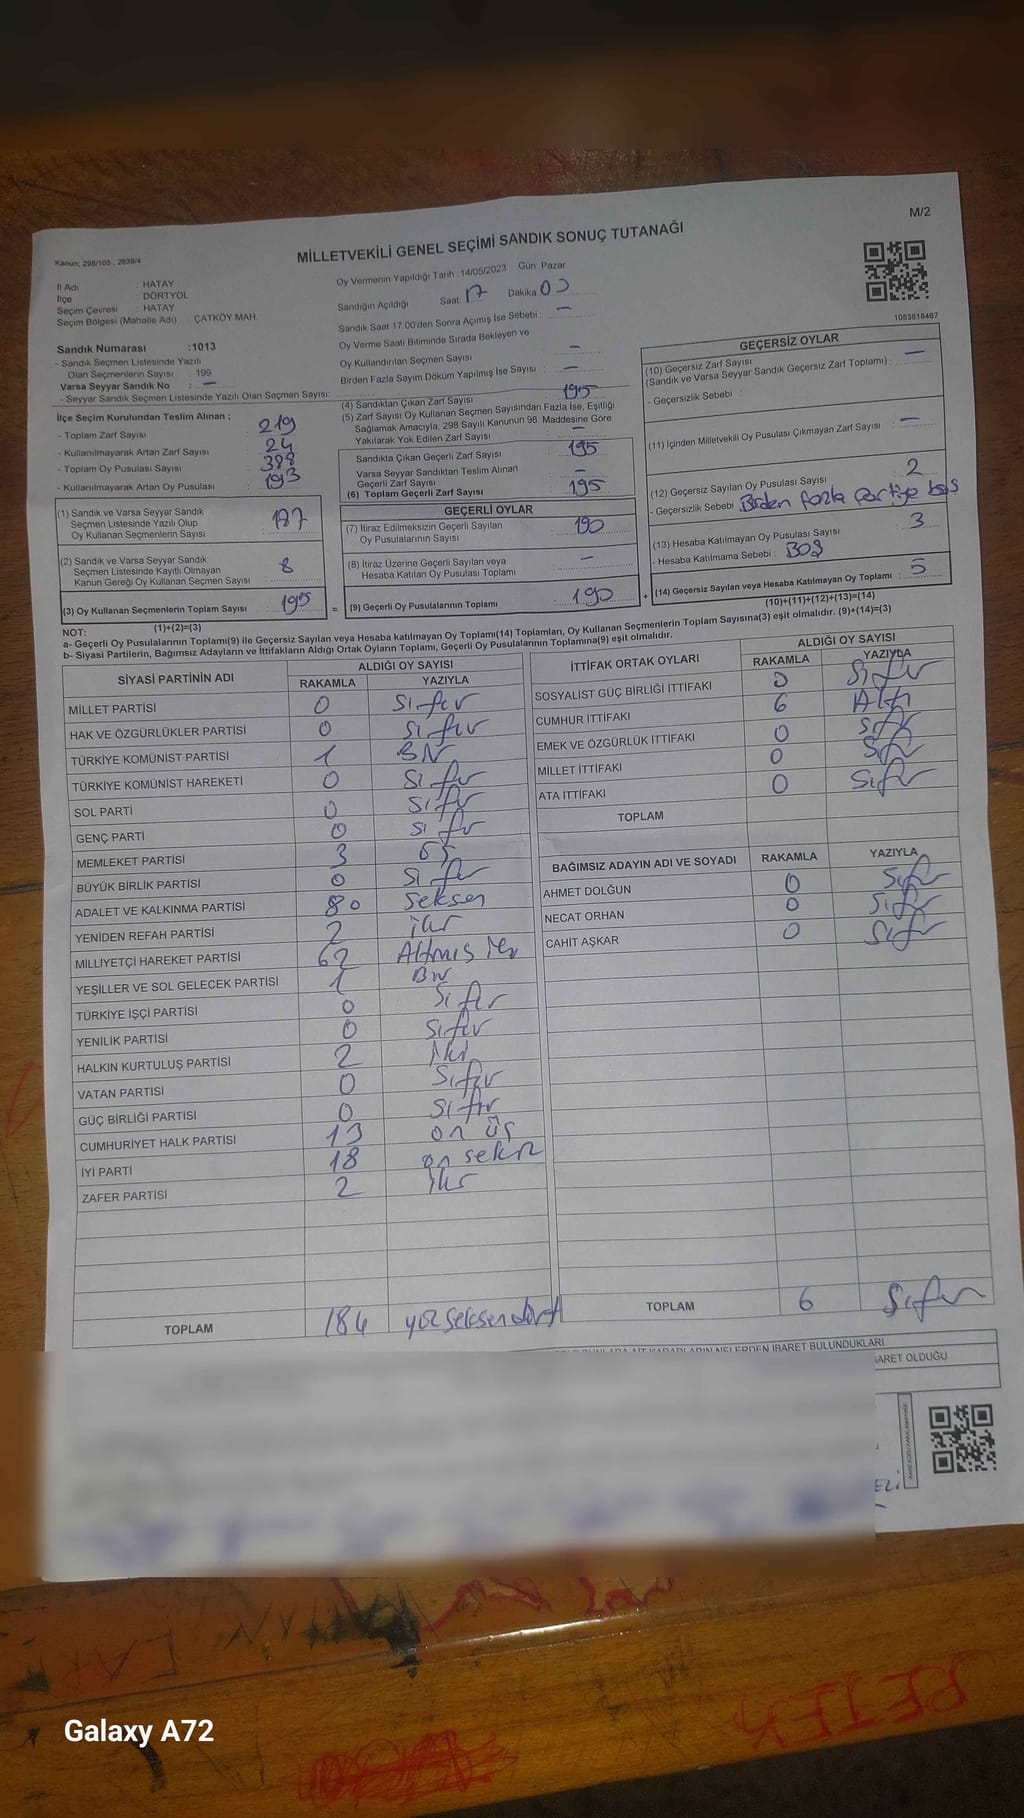 M/2
MİLLETVEKİLİ GENEL SEÇİMİ SANDIK SONUÇ TUTANAĞI
Kanun; 298/105, 2839/4
İl Adı : HATAY
İlçe : DÖRTYOL
Seçim Çevresi : HATAY
Seçim Bölgesi (Mahalle Adı) : ÇATKÖY MAH.
Sandık Numarası :1013
- Sandık Seçmen Listesinde Yazılı
Olan Seçmenlerin Sayısı : 199
Varsa Seyyar Sandık No : —
- Seyyar Sandık Seçmen Listesinde Yazılı Olan Seçmen Sayısı:
Oy Vermenin Yapıldığı Tarih :14/05/2023 Gün: Pazar
Sandığın Açıldığı Saat: 17 Dakika 00
Sandık Saat 17:00'den Sonra Açımış İse Sebebi : —
Oy Verme Saati Bitiminde Sırada Bekleyen ve
Oy Kullandırılan Seçmen Sayısı —
Birden Fazla Sayım Döküm Yapılmış İse Sayısı : —
1083816467
İlçe Seçim Kurulundan Teslim Alınan ;
- Toplam Zarf Sayısı : 219
- Kullanılmayarak Artan Zarf Sayısı : 24
- Toplam Oy Pusulası Sayısı : 388
- Kullanılmayarak Artan Oy Pusulası : 193
(4) Sandıktan Çıkan Zarf Sayısı : 195
(5) Zarf Sayısı Oy Kullanan Seçmen Sayısından Fazla İse, Eşitliği
Sağlamak Amacıyla; 298 Sayılı Kanunun 98. Maddesine Göre
Yakılarak Yok Edilen Zarf Sayısı : —
Sandıkta Çıkan Geçerli Zarf Sayısı : 195
Varsa Seyyar Sandıktan Teslim Alınan
Geçerli Zarf Sayısı : —
(6) Toplam Geçerli Zarf Sayısı : 195
GEÇERSİZ OYLAR
(10) Geçersiz Zarf Sayısı
(Sandık ve Varsa Seyyar Sandık Geçersiz Zarf Toplamı) : —
- Geçersizlik Sebebi :
(11) İçinden Milletvekili Oy Pusulası Çıkmayan Zarf Sayısı : —
(12) Geçersiz Sayılan Oy Pusulası Sayısı : 2
- Geçersizlik Sebebi : Birden fazla partiye
(13) Hesaba Katılmayan Oy Pusulası Sayısı : 3
- Hesaba Katılmama Sebebi : BOŞ
(14) Geçersiz Sayılan veya Hesaba Katılmayan Oy Toplamı : 5
(10)+(11)+(12)+(13)=(14)
(1) Sandık ve Varsa Seyyar Sandık
Seçmen Listesinde Yazılı Olup
Oy Kullanan Seçmenlerin Sayısı : 187
(2) Sandık ve Varsa Seyyar Sandık
Seçmen Listesinde Kayıtlı Olmayan
Kanun Gereği Oy Kullanan Seçmen Sayısı : 8
(3) Oy Kullanan Seçmenlerin Toplam Sayısı : 195
(1)+(2)=(3)
=
GEÇERLİ OYLAR
(7) İtiraz Edilmeksizin Geçerli Sayılan
Oy Pusulalarının Sayısı : 190
(8) İtiraz Üzerine Geçerli Sayılan veya
Hesaba Katılan Oy Pusulası Toplamı : —
(9) Geçerli Oy Pusulalarının Toplamı : 190
+
NOT:
a- Geçerli Oy Pusulalarının Toplamı(9) ile Geçersiz Sayılan veya Hesaba katılmayan Oy Toplamı(14) Toplamları, Oy Kullanan Seçmenlerin Toplam Sayısına(3) eşit olmalıdır. (9)+(14)=(3)
b- Siyasi Partilerin, Bağımsız Adayların ve İttifakların Aldığı Ortak Oyların Toplamı, Geçerli Oy Pusulalarının Toplamına(9) eşit olmalıdır.
SİYASİ PARTİNİN ADI ALDIĞI OY SAYISI
RAKAMLA YAZIYLA
MİLLET PARTİSİ 0 sıfır
HAK VE ÖZGÜRLÜKLER PARTİSİ 0 sıfır
TÜRKİYE KOMÜNİST PARTİSİ 1 Bir
TÜRKİYE KOMÜNİST HAREKETİ 0 sıfır
SOL PARTİ 0 sıfır
GENÇ PARTİ 0 sıfır
MEMLEKET PARTİSİ 3
BÜYÜK BİRLİK PARTİSİ 0 sıfır
ADALET VE KALKINMA PARTİSİ 80 seksen
YENİDEN REFAH PARTİSİ 2 iki
MİLLİYETÇİ HAREKET PARTİSİ 62 Altmış iki
YEŞİLLER VE SOL GELECEK PARTİSİ 1 Bir
TÜRKİYE İŞÇİ PARTİSİ 0 sıfır
YENİLİK PARTİSİ 0 sıfır
HALKIN KURTULUŞ PARTİSİ 2 iki
VATAN PARTİSİ 0 sıfır
GÜÇ BİRLİĞİ PARTİSİ 0 sıfır
CUMHURİYET HALK PARTİSİ 13 on üç
İYİ PARTİ 18 on sekiz
ZAFER PARTİSİ 2 iki
TOPLAM 184 yüz seksen dört
İTTİFAK ORTAK OYLARI ALDIĞI OY SAYISI
RAKAMLA YAZIYLA
SOSYALİST GÜÇ BİRLİĞİ İTTİFAKI 0 sıfır
CUMHUR İTTİFAKI 6 Altı
EMEK VE ÖZGÜRLÜK İTTİFAKI 0 sıfır
MİLLET İTTİFAKI 0 sıfır
ATA İTTİFAKI 0 sıfır
TOPLAM
BAĞIMSIZ ADAYIN ADI VE SOYADI RAKAMLA YAZIYLA
AHMET DOLĞUN 0 sıfır
NECAT ORHAN 0 sıfır
CAHİT AŞKAR 0 sıfır
TOPLAM 6 sıfır
KARARLARIN NELERDEN İBARET BULUNDUKLARI
İBARET OLDUĞU
PETEK
Galaxy A72